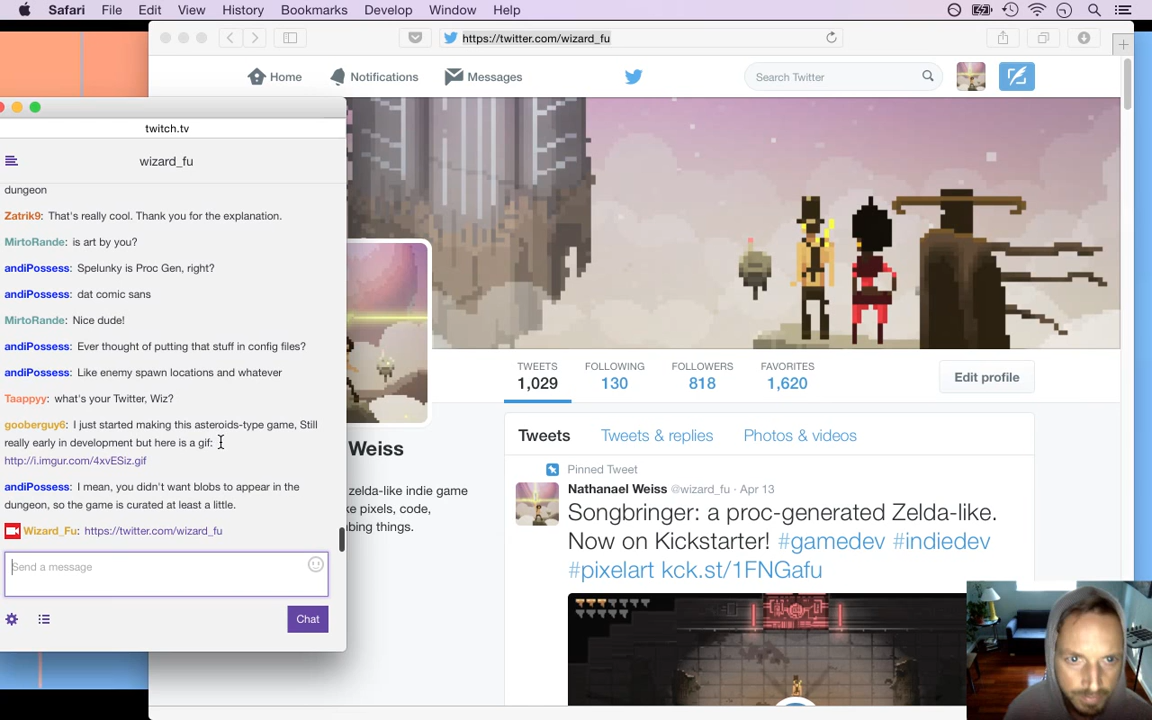 Safari File Edit View History Bookmarks Develop Window Help
https://twitter.com/wizard_fu
Home Notifications Messages
Search Twitter
twitch.tv
wizard_fu
dungeon
Zatrik9: That's really cool. Thank you for the explanation.
MirtoRande: is art by you?
andiPossess: Spelunky is Proc Gen, right?
andiPossess: dat comic sans
MirtoRande: Nice dude!
andiPossess: Ever thought of putting that stuff in config files?
andiPossess: Like enemy spawn locations and whatever
Taappyy: what's your Twitter, Wiz?
gooberguy6: I just started making this asteroids-type game, Still
really early in development but here is a gif:
http://i.imgur.com/4xvESiz.gif
andiPossess: I mean, you didn't want blobs to appear in the
dungeon, so the game is curated at least a little.
Wizard_Fu: https://twitter.com/wizard_fu
Send a message
Chat
TWEETS FOLLOWING FOLLOWERS FAVORITES
1,029 130 818 1,620
Edit profile
Weiss
zelda-like indie game
ke pixels, code,
bing things.
Tweets Tweets & replies Photos & videos
Pinned Tweet
Nathanael Weiss @wizard_fu · Apr 13
Songbringer: a proc-generated Zelda-like.
Now on Kickstarter! #gamedev #indiedev
#pixelart kck.st/1FNGafu